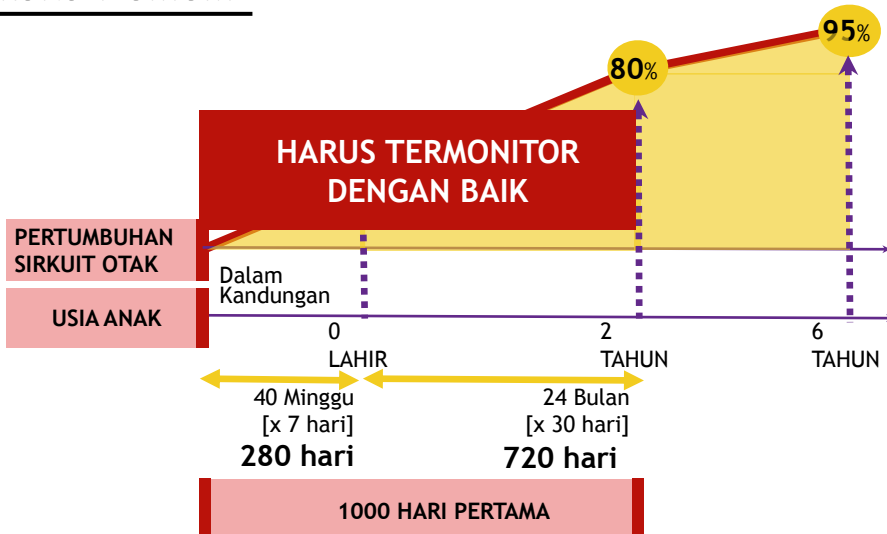 95%
80%
HARUS TERMONITOR
DENGAN BAIK
PERTUMBUHAN
SIRKUIT OTAK
Dalam
Kandungan
USIA ANAK
0
LAHIR
2
TAHUN
6
TAHUN
40 Minggu
[x 7 hari]
280 hari
24 Bulan
[x 30 hari]
720 hari
1000 HARI PERTAMA